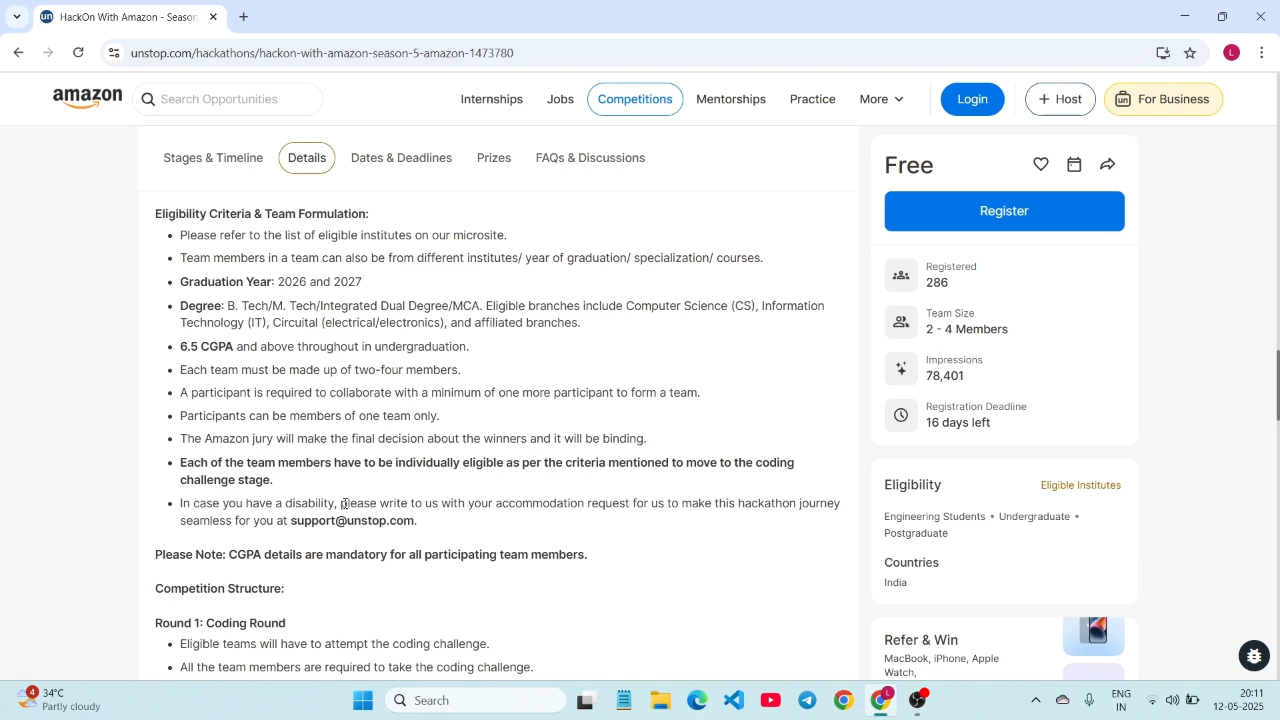 HackOn With Amazon - Season
unstop.com/hackathons/hackon-with-amazon-season-5-amazon-1473780
L
amazon
Search Opportunities
Internships
Jobs
Competitions
Mentorships
Practice
More
Login
+ Host
un
For Business
Stages & Timeline
Details
Dates & Deadlines
Prizes
FAQs & Discussions
Eligibility Criteria & Team Formulation:
• Please refer to the list of eligible institutes on our microsite.
• Team members in a team can also be from different institutes/ year of graduation/ specialization/ courses.
• Graduation Year: 2026 and 2027
• Degree: B. Tech/M. Tech/Integrated Dual Degree/MCA. Eligible branches include Computer Science (CS), Information
Technology (IT), Circuital (electrical/electronics), and affiliated branches.
• 6.5 CGPA and above throughout in undergraduation.
• Each team must be made up of two-four members.
• A participant is required to collaborate with a minimum of one more participant to form a team.
• Participants can be members of one team only.
• The Amazon jury will make the final decision about the winners and it will be binding.
• Each of the team members have to be individually eligible as per the criteria mentioned to move to the coding
challenge stage.
• In case you have a disability, please write to us with your accommodation request for us to make this hackathon journey
seamless for you at support@unstop.com.
Please Note: CGPA details are mandatory for all participating team members.
Competition Structure:
Round 1: Coding Round
• Eligible teams will have to attempt the coding challenge.
• All the team members are required to take the coding challenge.
Free
Register
Registered
286
Team Size
2 - 4 Members
Impressions
78,401
Registration Deadline
16 days left
Eligibility
Eligible Institutes
Engineering Students • Undergraduate •
Postgraduate
Countries
India
Refer & Win
MacBook, iPhone, Apple
Watch,
4
34°C
Partly cloudy
Search
L
ENG
IN
20:11
12-05-2025